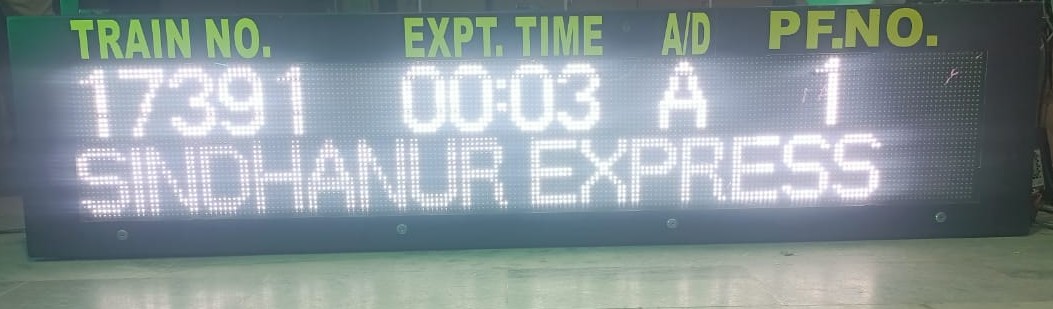 TRAIN NO. EXPT. TIME A/D PF.NO.
17391 00:03 A 1
SINDHANUR EXPRESS